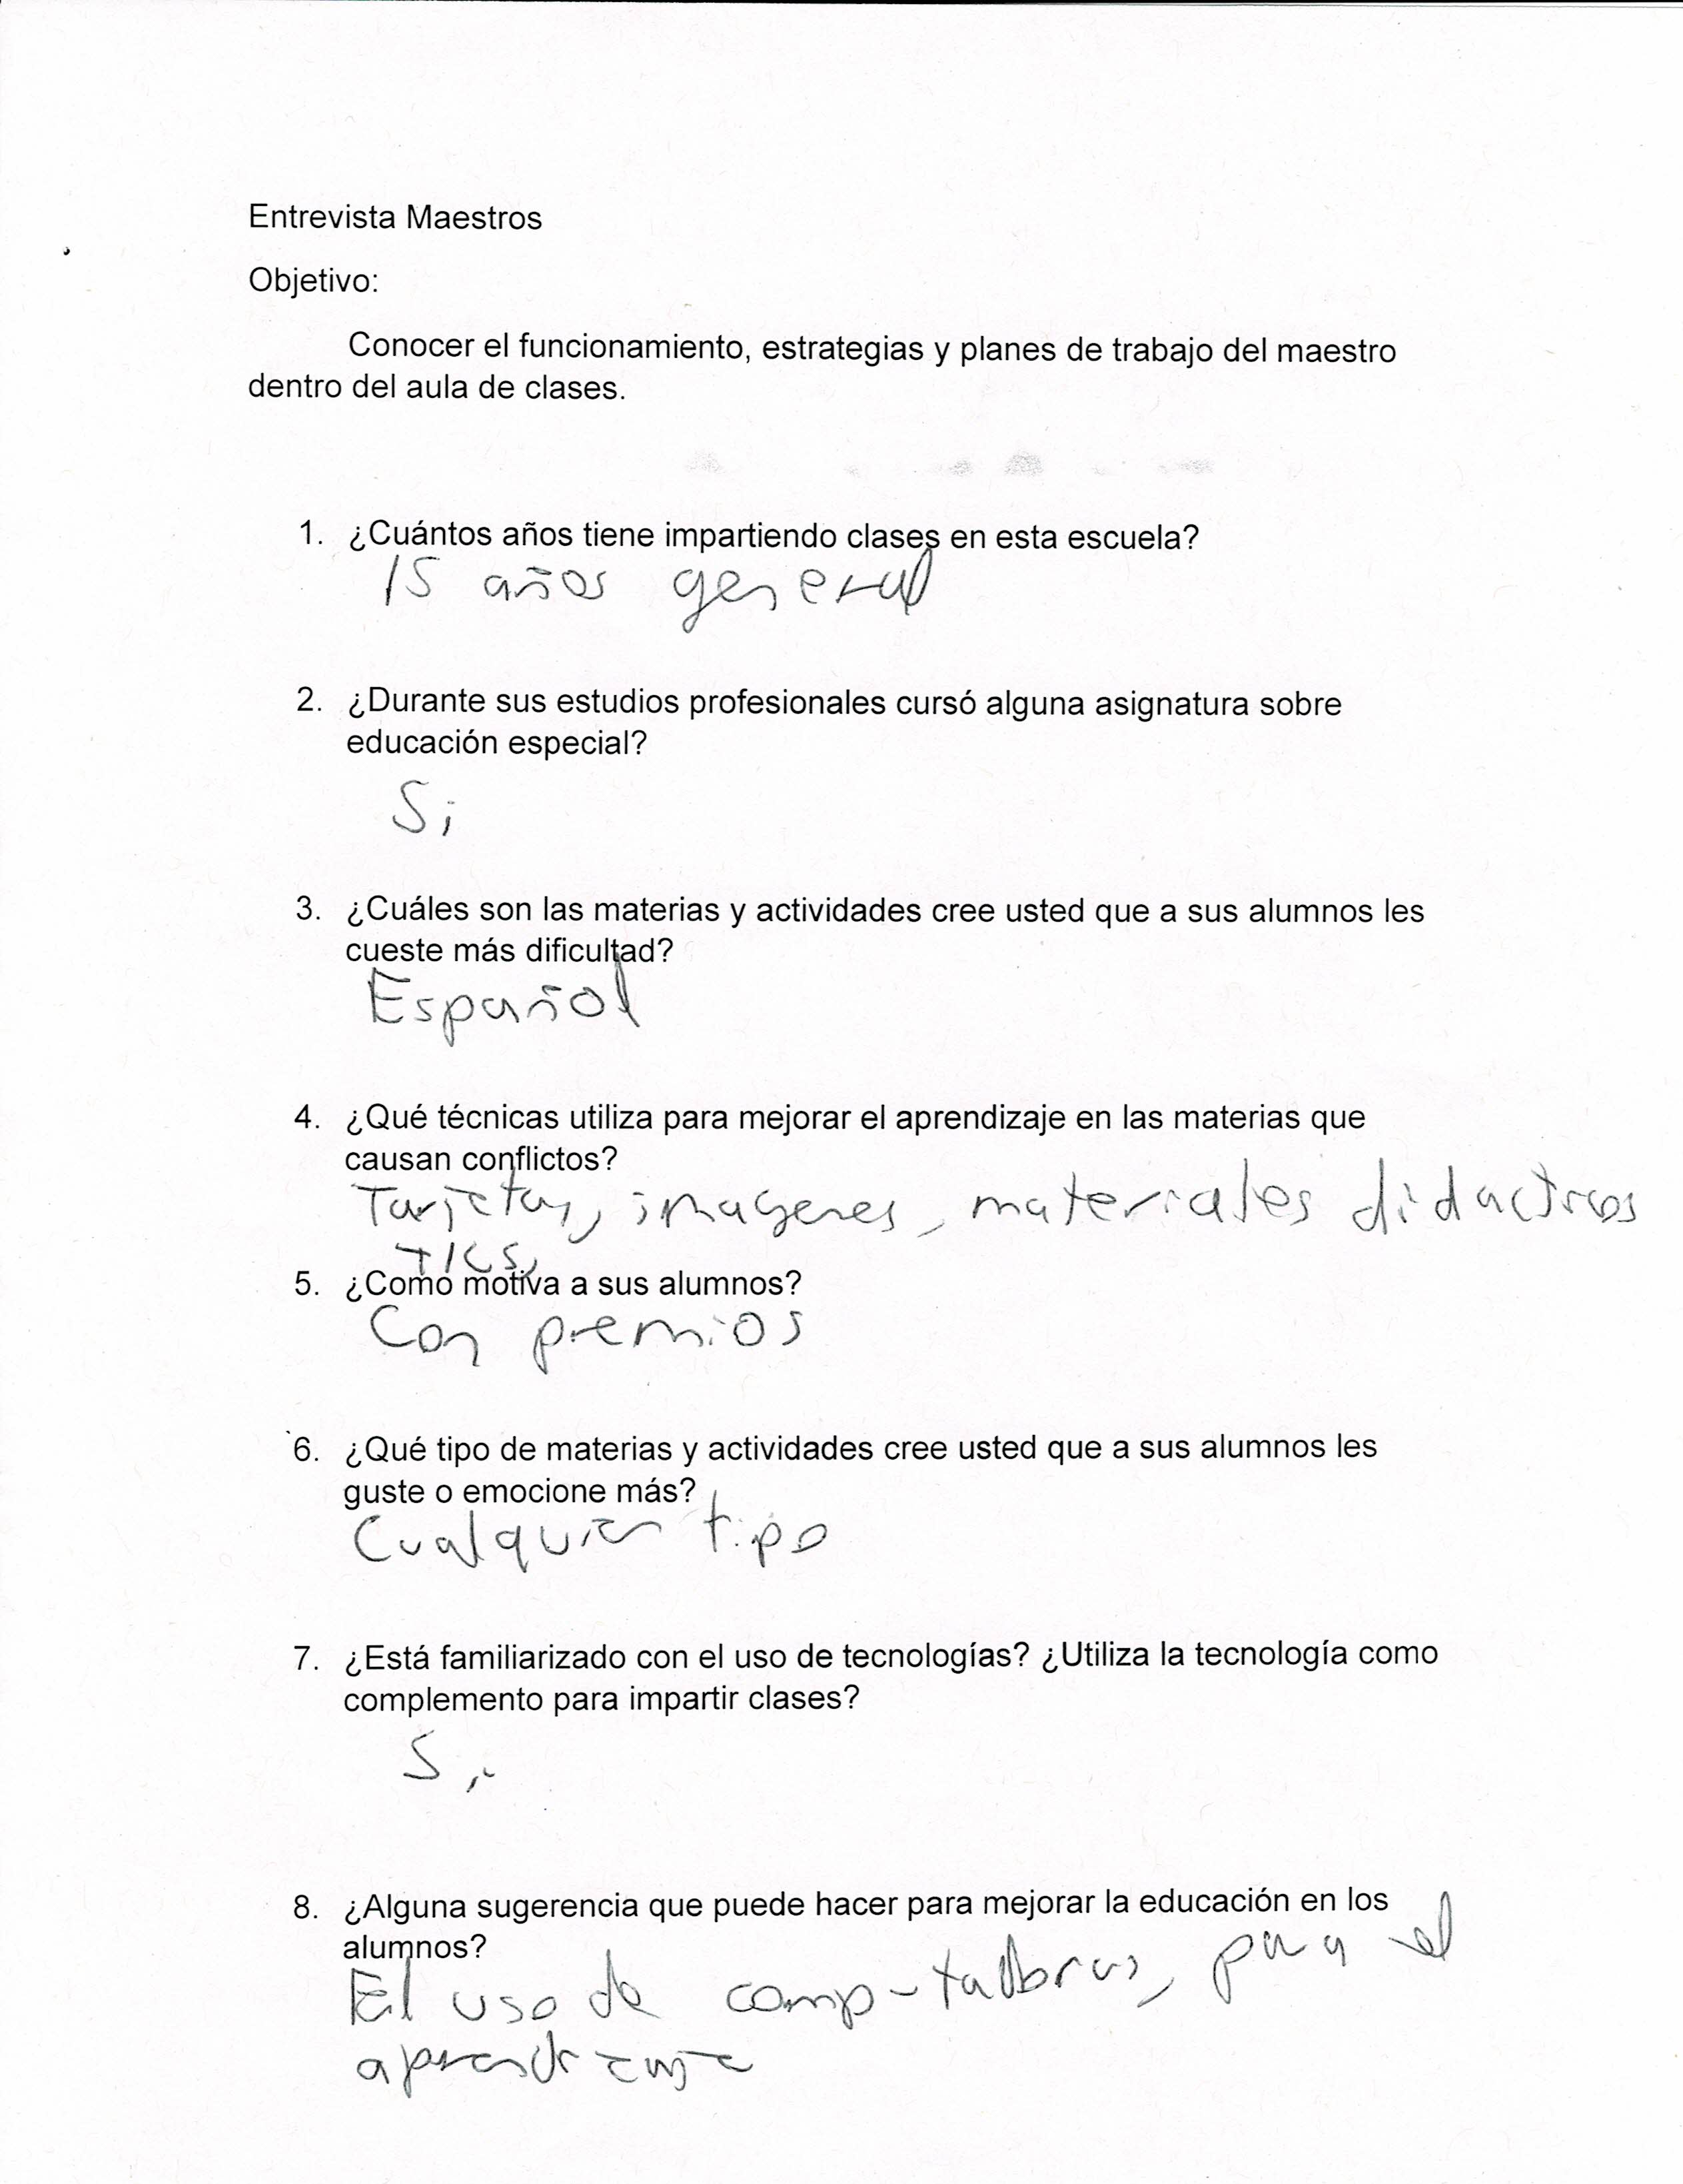 Entrevista Maestros
Objetivo:
Conocer el funcionamiento, estrategias y planes de trabajo del maestro
dentro del aula de clases.
1. ¿Cuántos años tiene impartiendo clases en esta escuela?
15 años general
2. ¿Durante sus estudios profesionales cursó alguna asignatura sobre
educación especial?
Si
3. ¿Cuáles son las materias y actividades cree usted que a sus alumnos les
cueste más dificultad?
Español
4. ¿Qué técnicas utiliza para mejorar el aprendizaje en las materias que
causan conflictos?
Tarjetas, imagenes, materiales didacticos
TICS,
5. ¿Como motiva a sus alumnos?
Con premios
6. ¿Qué tipo de materias y actividades cree usted que a sus alumnos les
guste o emocione más?
Cualquier tipo
7. ¿Está familiarizado con el uso de tecnologías? ¿Utiliza la tecnología como
complemento para impartir clases?
Si
8. ¿Alguna sugerencia que puede hacer para mejorar la educación en los
alumnos?
El uso de computadoras, para el
aprendizaje